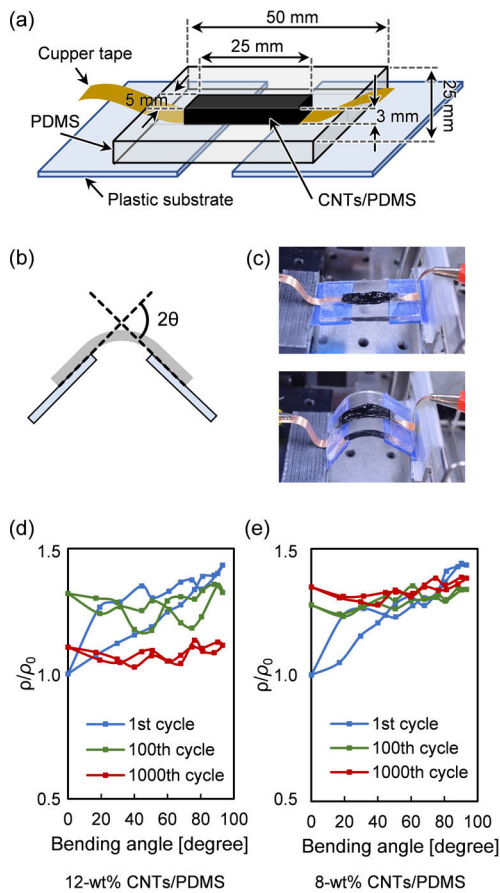 (a)
50 mm
25 mm
Cupper tape
5 mm
25 mm
3 mm
PDMS
CNTs/PDMS
Plastic substrate
(b)
2θ
(c)
(d)
1.5
1.0
0.5
ρ/ρ0
1st cycle
100th cycle
1000th cycle
0 20 40 60 80 100
Bending angle [degree]
12-wt% CNTs/PDMS
(e)
1.5
1.0
0.5
ρ/ρ0
1st cycle
100th cycle
1000th cycle
0 20 40 60 80 100
Bending angle [degree]
8-wt% CNTs/PDMS